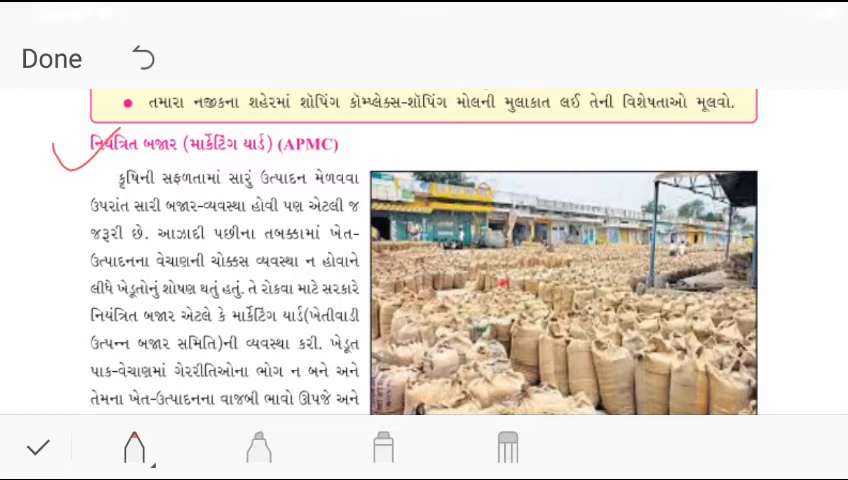 Done
તમારા નજીકના શહેરમાં શૉપિંગ કૉમ્પ્લેક્સ-શૉપિંગ મોલની મુલાકાત લઈ તેની વિશેષતાઓ મૂલવો.
નિયંત્રિત બજાર (માર્કેટિંગ યાર્ડ) (APMC)
કૃષિની સફળતામાં સારું ઉત્પાદન મેળવવા
ઉપરાંત સારી બજાર-વ્યવસ્થા હોવી પણ એટલી જ
જરૂરી છે. આઝાદી પછીના તબક્કામાં ખેત-
ઉત્પાદનના વેચાણની ચોક્કસ વ્યવસ્થા ન હોવાને
લીધે ખેડૂતોનું શોષણ થતું હતું. તે રોકવા માટે સરકારે
નિયંત્રિત બજાર એટલે કે માર્કેટિંગ યાર્ડ(ખેતીવાડી
ઉત્પન્ન બજાર સમિતિ)ની વ્યવસ્થા કરી. ખેડૂત
પાક-વેચાણમાં ગેરરીતિઓના ભોગ ન બને અને
તેમના ખેત-ઉત્પાદનના વાજબી ભાવો ઊપજે અને